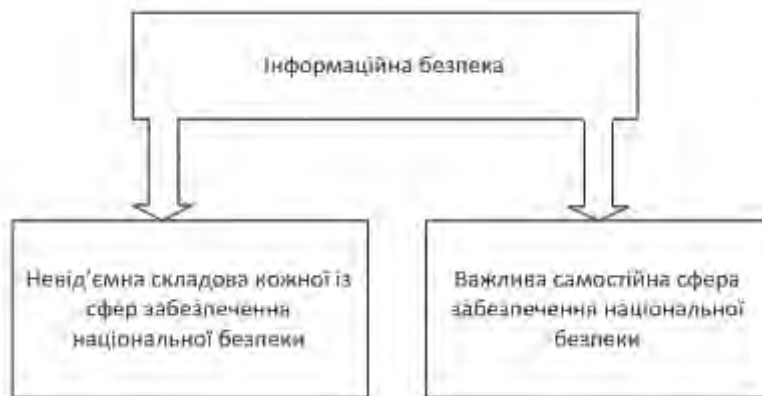 Інформаційна безпека
Невід'ємна складова кожної із
сфер забезпечення
національної безпеки
Важлива самостійна сфера
забезпечення національної
безпеки